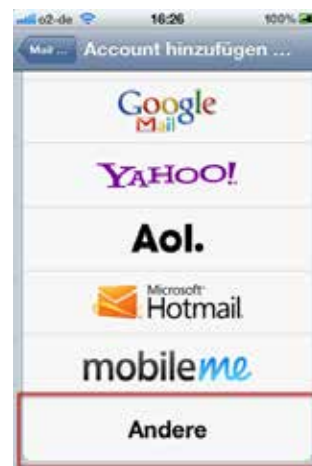 o2-de 16:26 100%
Mail ... Account hinzufügen ...
Google
Mail
YAHOO!
Aol.
Microsoft
Hotmail
mobileme
Andere